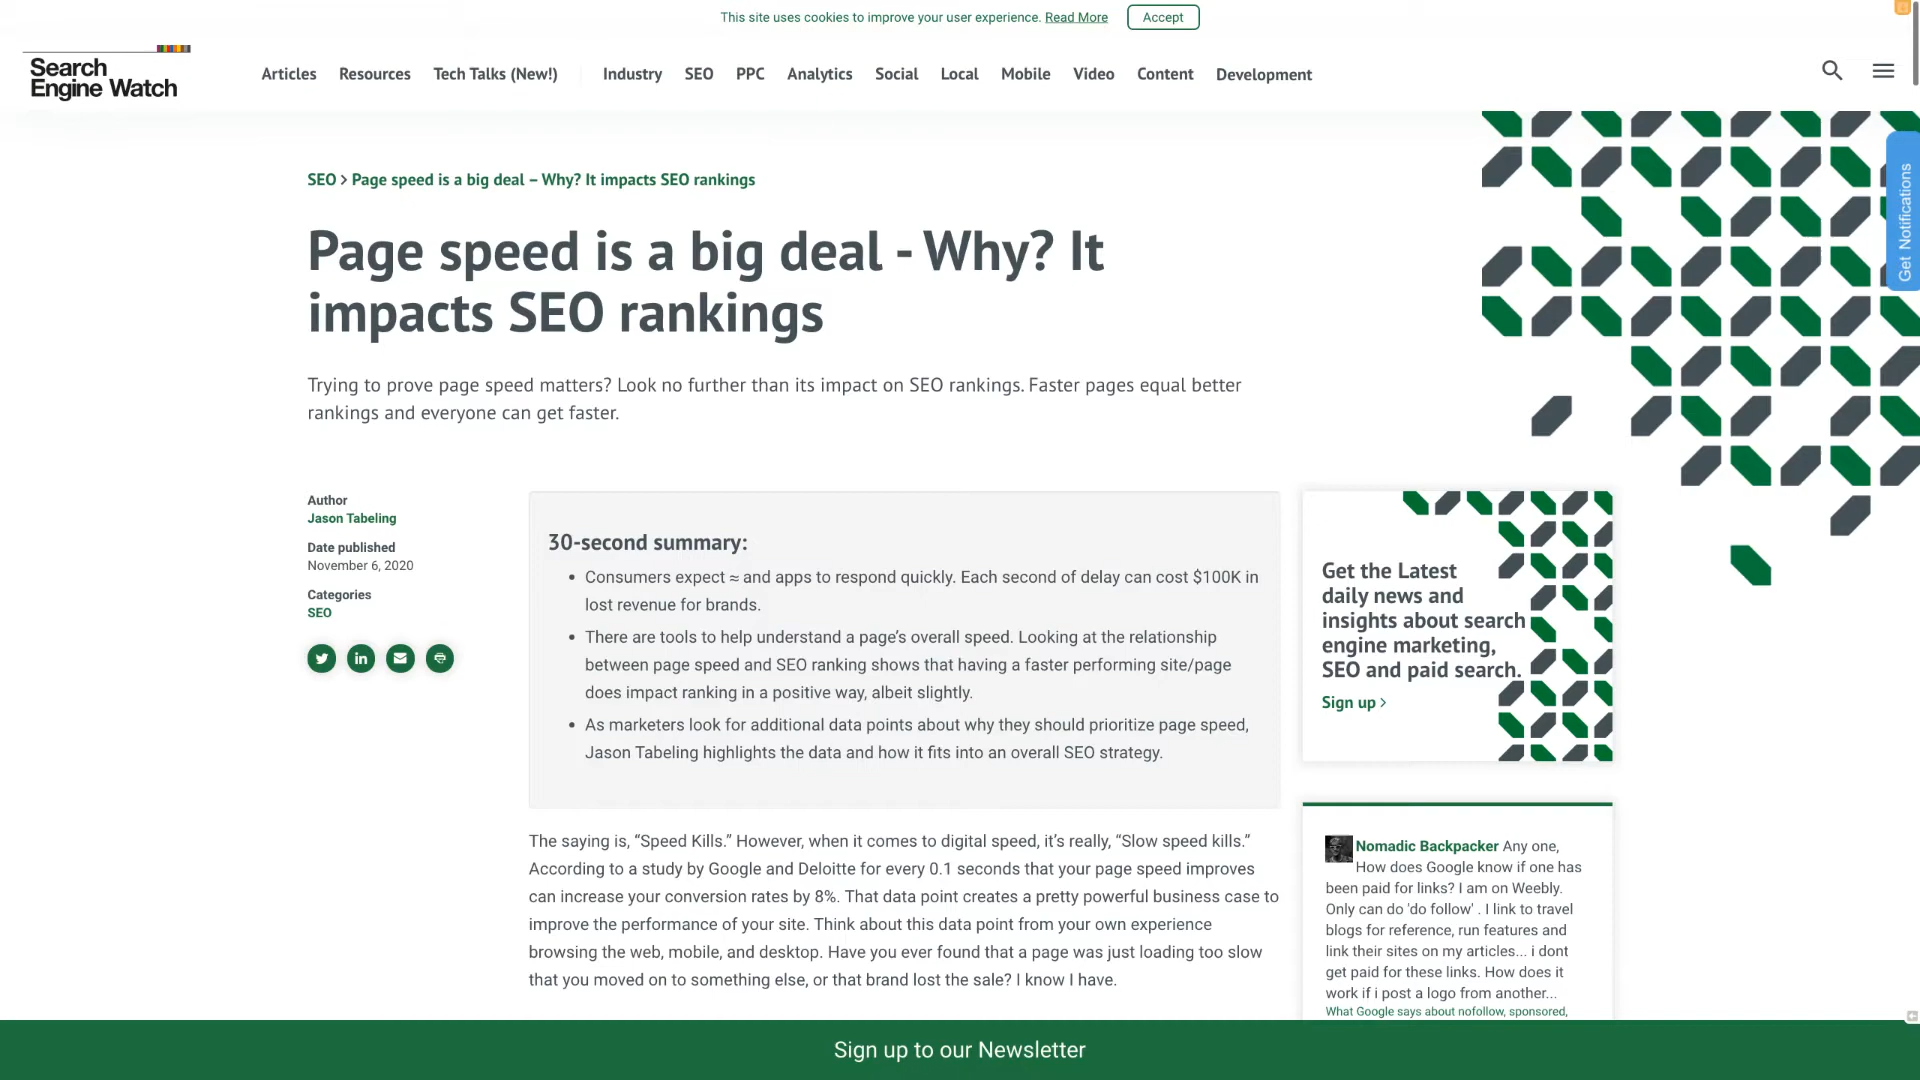 This site uses cookies to improve your user experience. Read More
Accept
Search
Engine Watch
Articles
Resources
Tech Talks (New!)
Industry
SEO
PPC
Analytics
Social
Local
Mobile
Video
Content
Development
Get Notifications
SEO > Page speed is a big deal – Why? It impacts SEO rankings
Page speed is a big deal - Why? It
impacts SEO rankings
Trying to prove page speed matters? Look no further than its impact on SEO rankings. Faster pages equal better
rankings and everyone can get faster.
Author
Jason Tabeling
Date published
November 6, 2020
Categories
SEO
30-second summary:
• Consumers expect ≈ and apps to respond quickly. Each second of delay can cost $100K in
lost revenue for brands.
• There are tools to help understand a page’s overall speed. Looking at the relationship
between page speed and SEO ranking shows that having a faster performing site/page
does impact ranking in a positive way, albeit slightly.
• As marketers look for additional data points about why they should prioritize page speed,
Jason Tabeling highlights the data and how it fits into an overall SEO strategy.
The saying is, “Speed Kills.” However, when it comes to digital speed, it’s really, “Slow speed kills.”
According to a study by Google and Deloitte for every 0.1 seconds that your page speed improves
can increase your conversion rates by 8%. That data point creates a pretty powerful business case to
improve the performance of your site. Think about this data point from your own experience
browsing the web, mobile, and desktop. Have you ever found that a page was just loading too slow
that you moved on to something else, or that brand lost the sale? I know I have.
Get the Latest
daily news and
insights about search
engine marketing,
SEO and paid search.
Sign up >
Nomadic Backpacker Any one,
How does Google know if one has
been paid for links? I am on Weebly.
Only can do 'do follow' . I link to travel
blogs for reference, run features and
link their sites on my articles... i dont
get paid for these links. How does it
work if i post a logo from another...
What Google says about nofollow, sponsored,
Sign up to our Newsletter